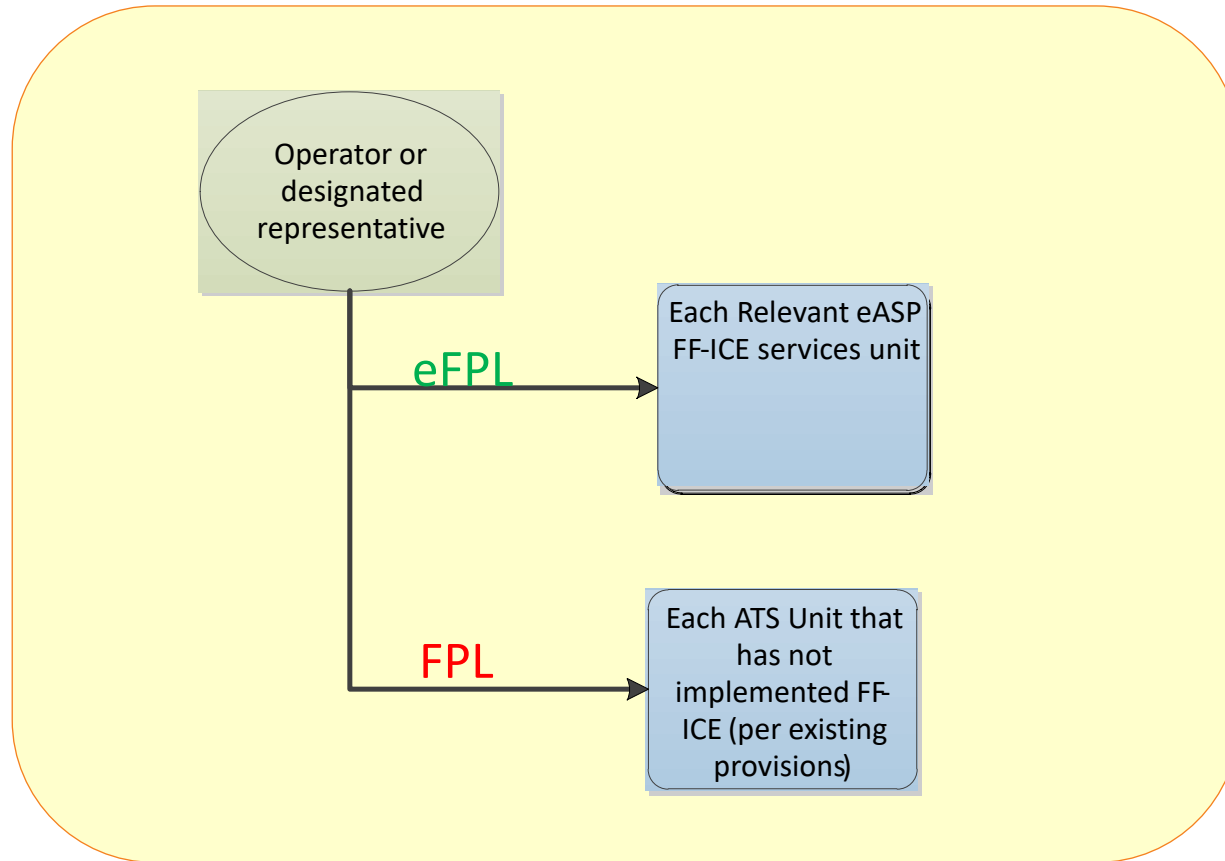 Operator or
designated
representative
Each Relevant eASP
FF-ICE services unit
eFPL
Each ATS Unit that
has not
implemented FF-
ICE (per existing
provisions)
FPL